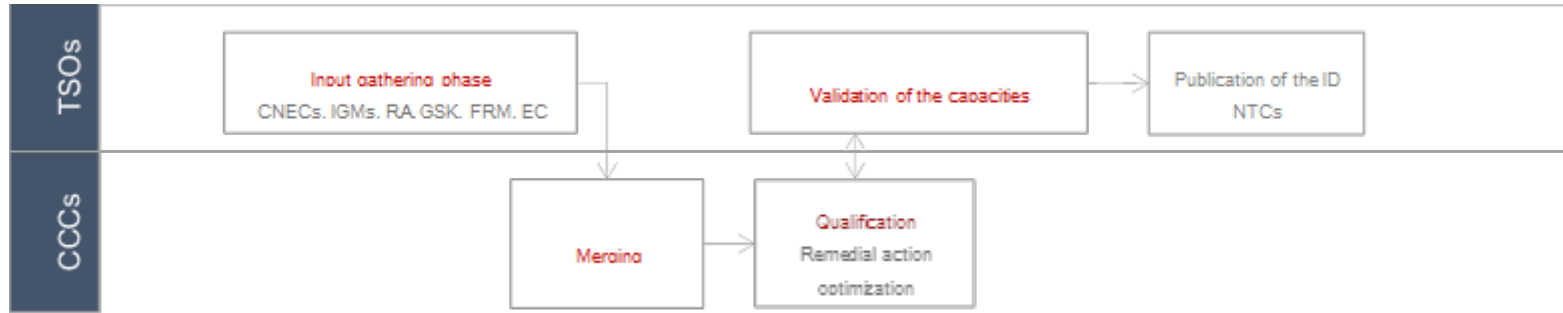 TSOs
Input gathering phase
CNECs, IGMs, RA, GSK, FRM, EC
Validation of the capacities
Publication of the ID
NTCs
CCCs
Merging
Qualification
Remedial action
optimization